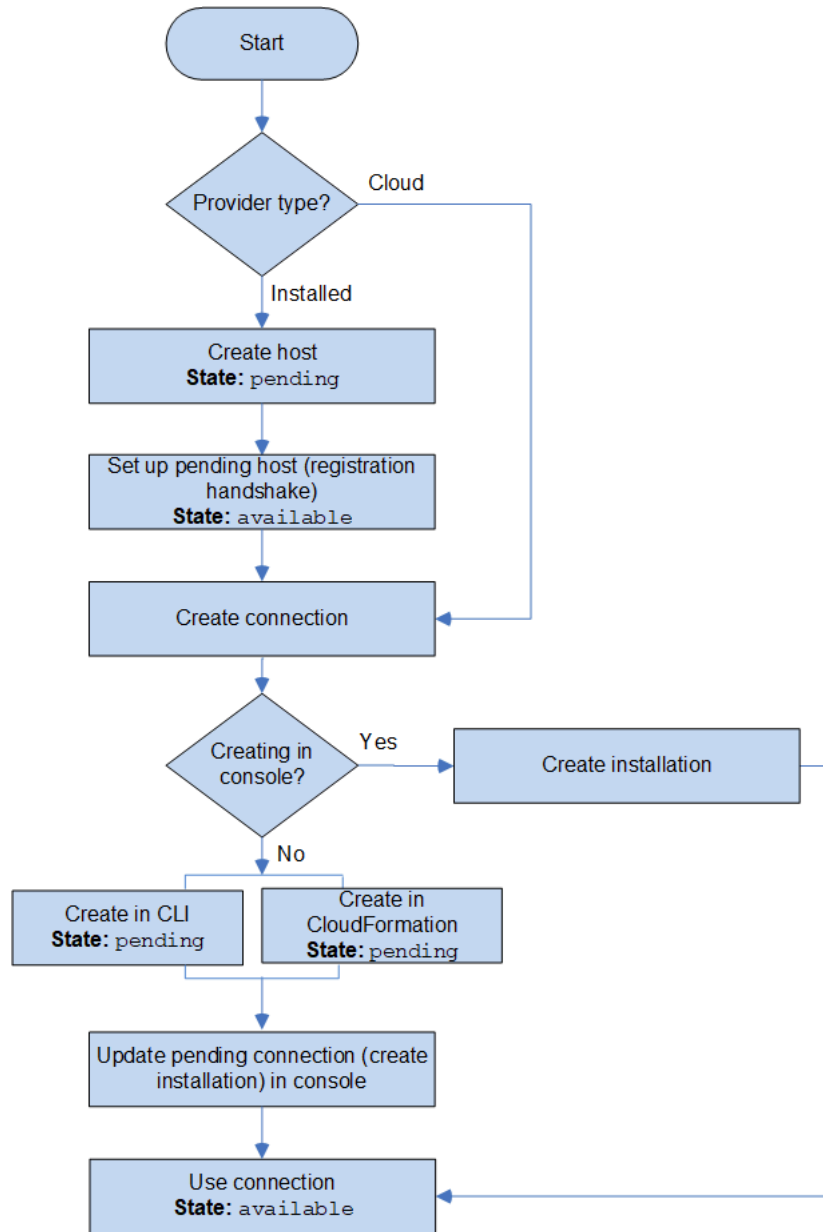 Start
Provider type?
Cloud
Installed
Create host
State: pending
Set up pending host (registration
handshake)
State: available
Create connection
Creating in
console?
Yes
Create installation
No
Create in CLI
State: pending
Create in
CloudFormation
State: pending
Update pending connection (create
installation) in console
Use connection
State: available